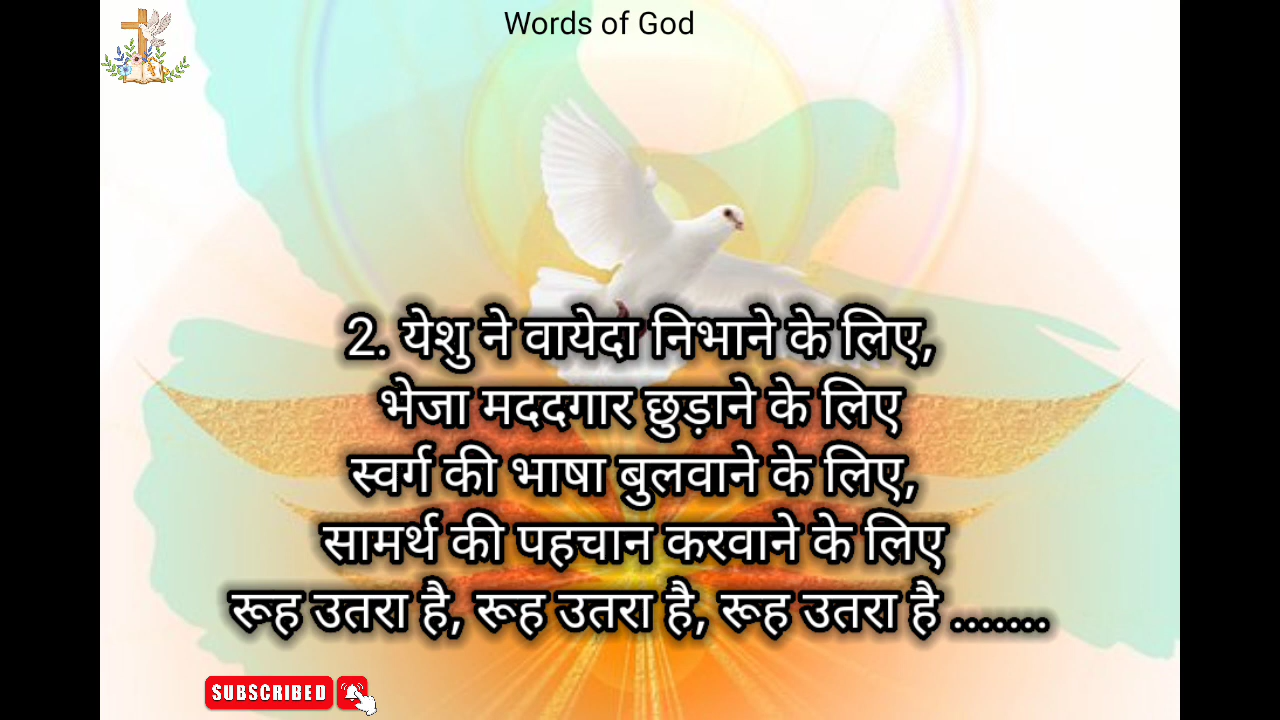 Words of God
2. येशु ने वायेदा निभाने के लिए,
भेजा मददगार छुड़ाने के लिए
स्वर्ग की भाषा बुलवाने के लिए,
सामर्थ की पहचान करवाने के लिए
रूह उतरा है, रूह उतरा है, रूह उतरा है .......
SUBSCRIBED